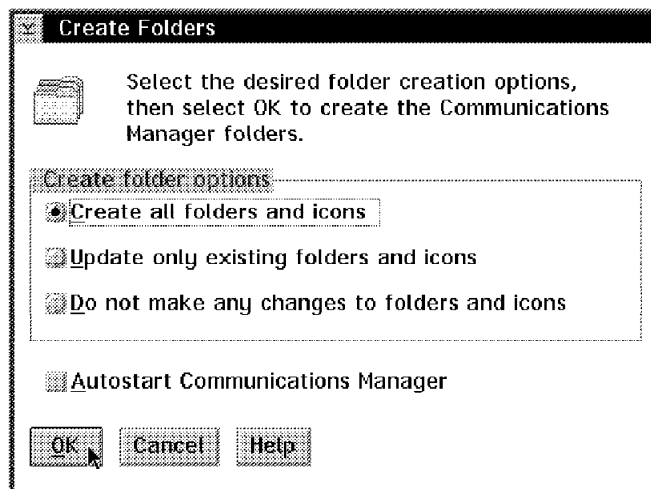 Create Folders
Select the desired folder creation options,
then select OK to create the Communications
Manager folders.
Create folder options
Create all folders and icons
Update only existing folders and icons
Do not make any changes to folders and icons
Autostart Communications Manager
OK Cancel Help